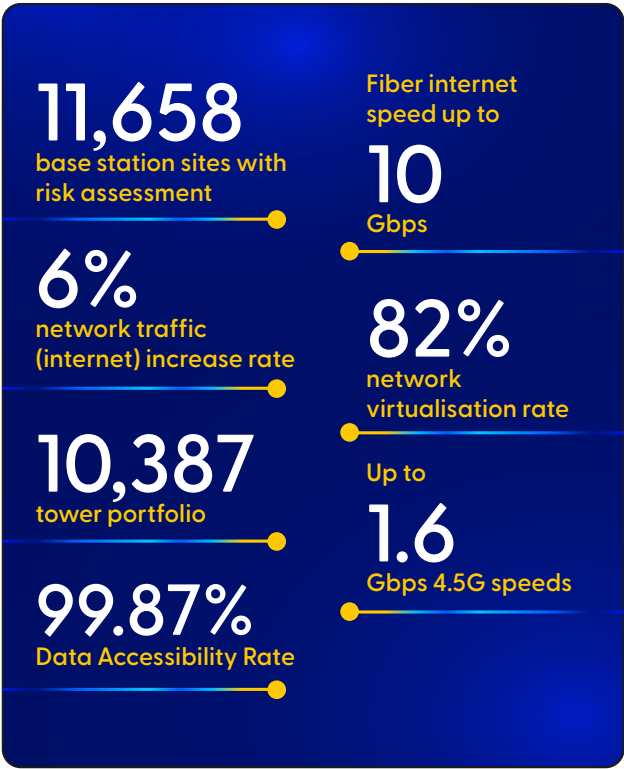 11,658
base station sites with
risk assessment
6%
network traffic
(internet) increase rate
10,387
tower portfolio
99.87%
Data Accessibility Rate
Fiber internet
speed up to
10
Gbps
82%
network
virtualisation rate
Up to
1.6
Gbps 4.5G speeds